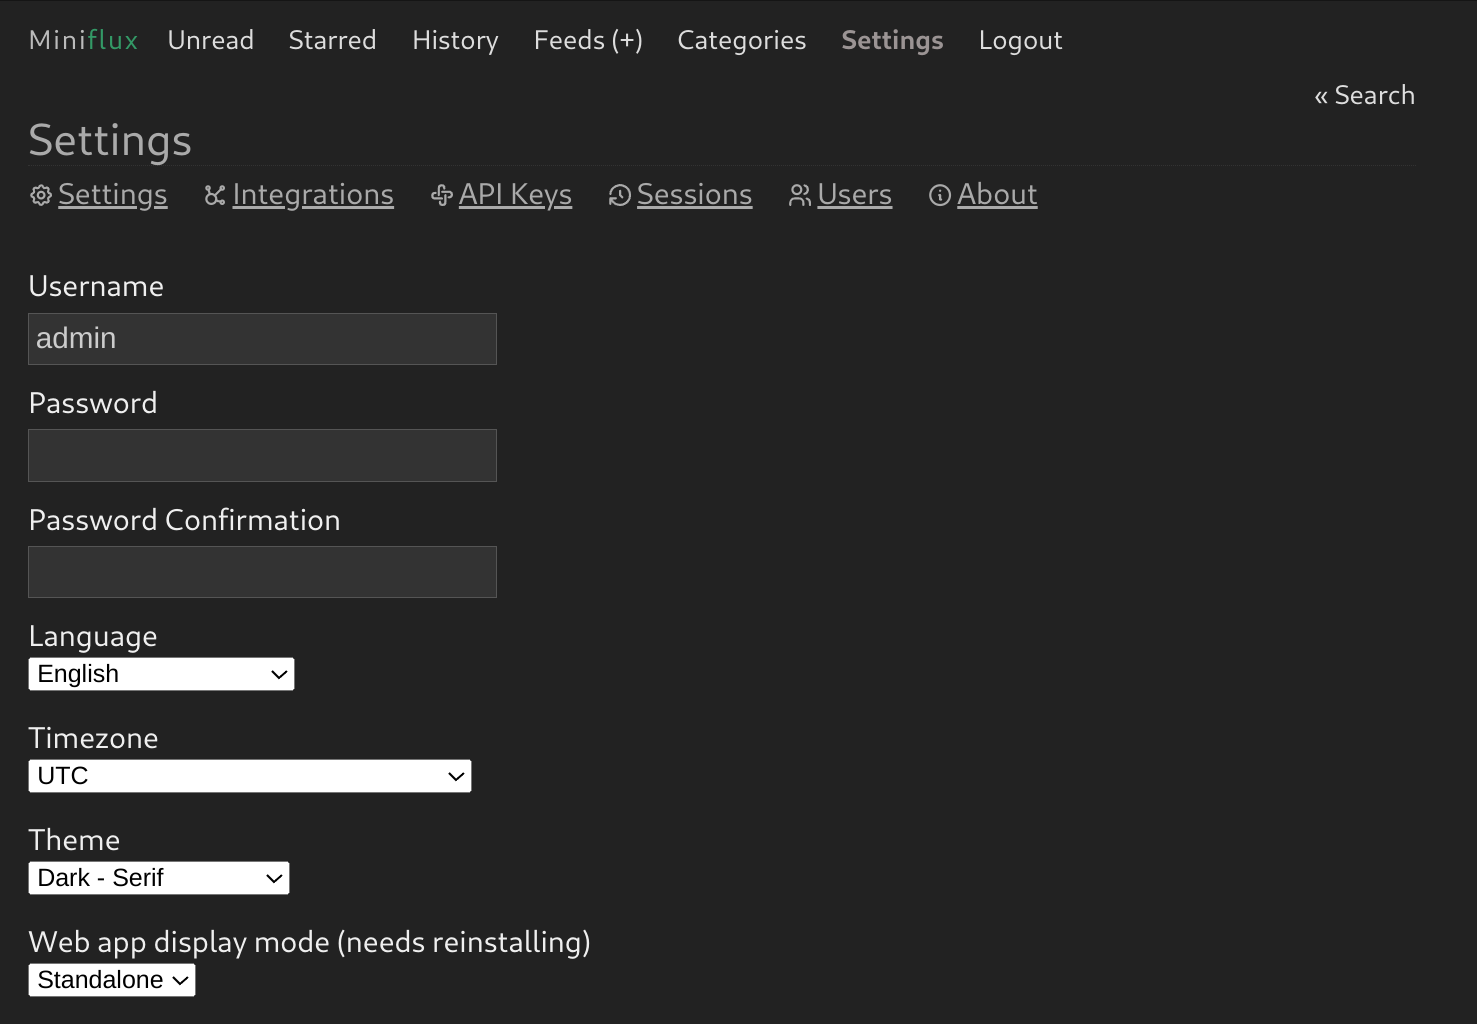 Miniflux Unread Starred History Feeds (+) Categories Settings Logout
« Search
Settings
Settings Integrations API Keys Sessions Users About
Username
admin
Password
Password Confirmation
Language
English
Timezone
UTC
Theme
Dark - Serif
Web app display mode (needs reinstalling)
Standalone